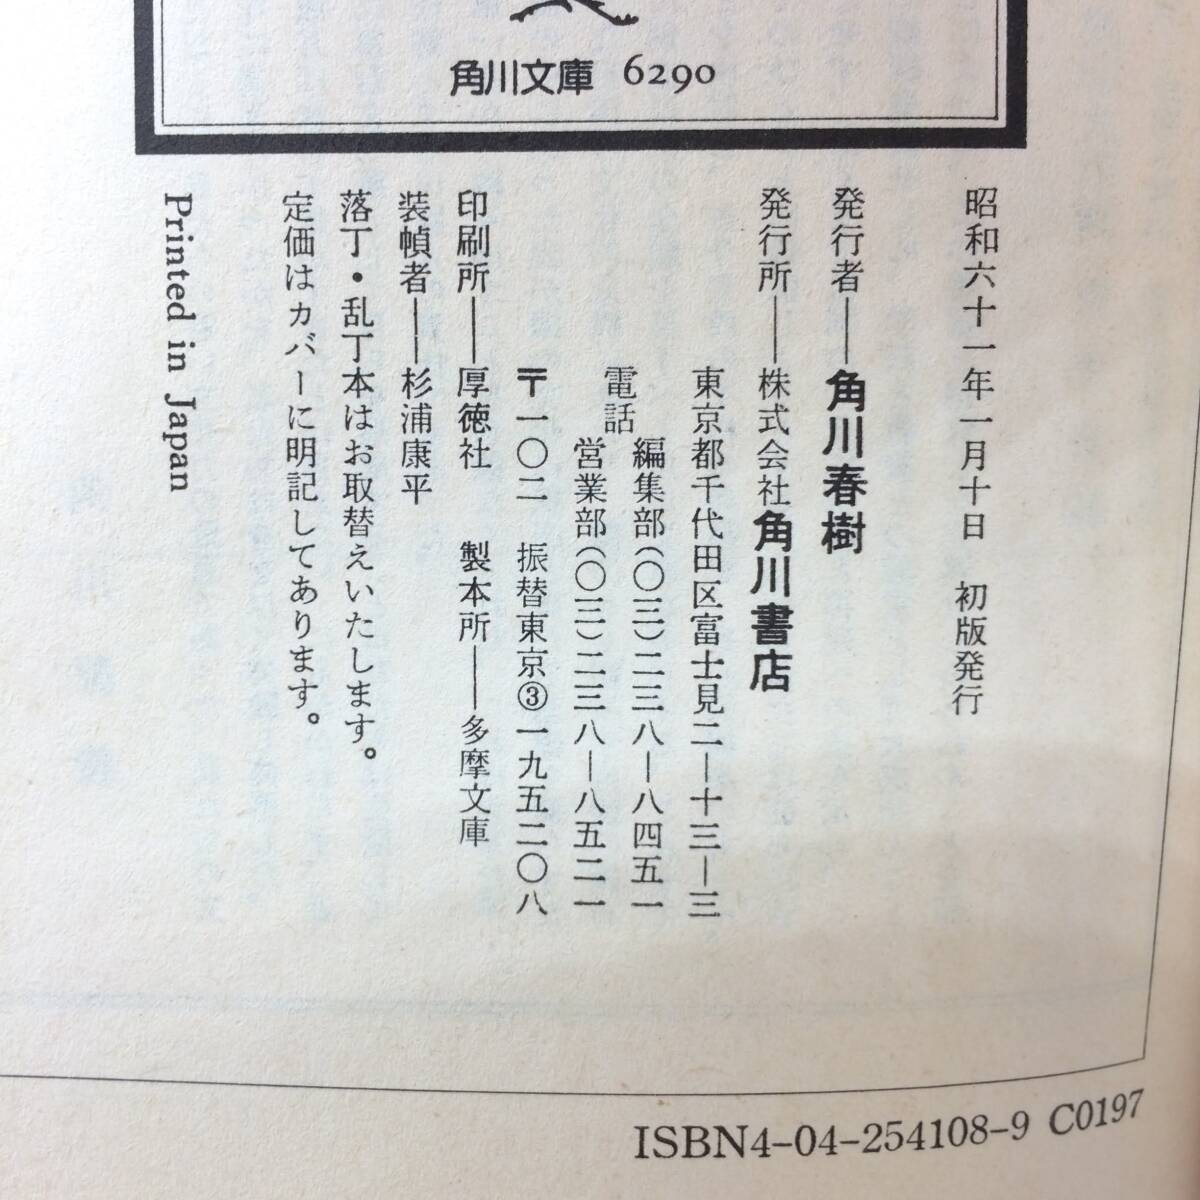 角川文庫 6290
昭和六十一年一月十日 初版発行
発行者――角川春樹
発行所――株式会社角川書店
東京都千代田区富士見二―十三―三
電話 編集部(〇三)二三八―八四五一
営業部(〇三)二三八―八五二一
〒一〇二 振替東京③一九五二〇八
印刷所――厚徳社 製本所――多摩文庫
装幀者――杉浦康平
落丁・乱丁本はお取替えいたします。
定価はカバーに明記してあります。
Printed in Japan
ISBN4-04-254108-9 C0197